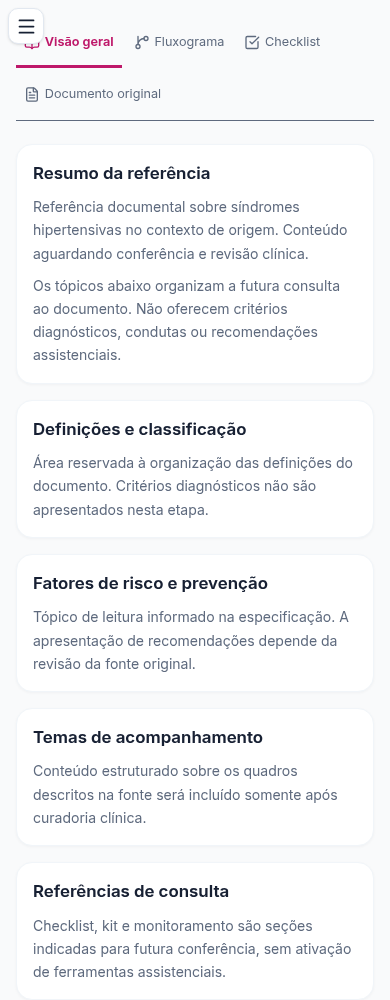 Visão geral
Fluxograma
Checklist
Documento original
Resumo da referência
Referência documental sobre síndromes
hipertensivas no contexto de origem. Conteúdo
aguardando conferência e revisão clínica.
Os tópicos abaixo organizam a futura consulta
ao documento. Não oferecem critérios
diagnósticos, condutas ou recomendações
assistenciais.
Definições e classificação
Área reservada à organização das definições do
documento. Critérios diagnósticos não são
apresentados nesta etapa.
Fatores de risco e prevenção
Tópico de leitura informado na especificação. A
apresentação de recomendações depende da
revisão da fonte original.
Temas de acompanhamento
Conteúdo estruturado sobre os quadros
descritos na fonte será incluído somente após
curadoria clínica.
Referências de consulta
Checklist, kit e monitoramento são seções
indicadas para futura conferência, sem ativação
de ferramentas assistenciais.